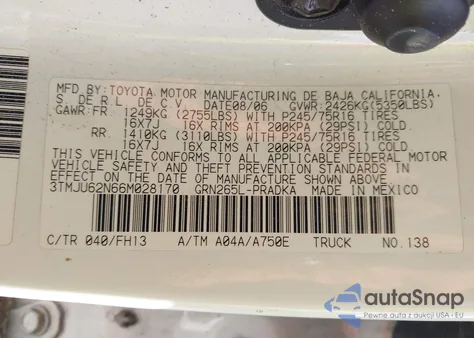 MFD.BY:TOYOTA MOTOR MANUFACTURING DE BAJA CALIFORNIA,
S. DE R.L. DE C.V. DATE08/06 GVWR:2426KG(5350LBS)
GAWR:FR 1249KG (2755LBS) WITH P245/75R16 TIRES
16X7J 16X RIMS AT 200KPA (29PSI) COLD.
RR 1410KG (3110LBS) WITH P245/75R16 TIRES
16X7J 16X RIMS AT 200KPA (29PSI) COLD.
THIS VEHICLE CONFORMS TO ALL APPLICABLE FEDERAL MOTOR
VEHICLE SAFETY AND THEFT PREVENTION STANDARDS IN
EFFECT ON THE DATE OF MANUFACTURE SHOWN ABOVE.
3TMJU62N66M028170 GRN265L-PRADKA MADE IN MEXICO
C/TR 040/FH13 A/TM A04A/A750E TRUCK NO.138
autoSnap
Pewne auta z USA i EU